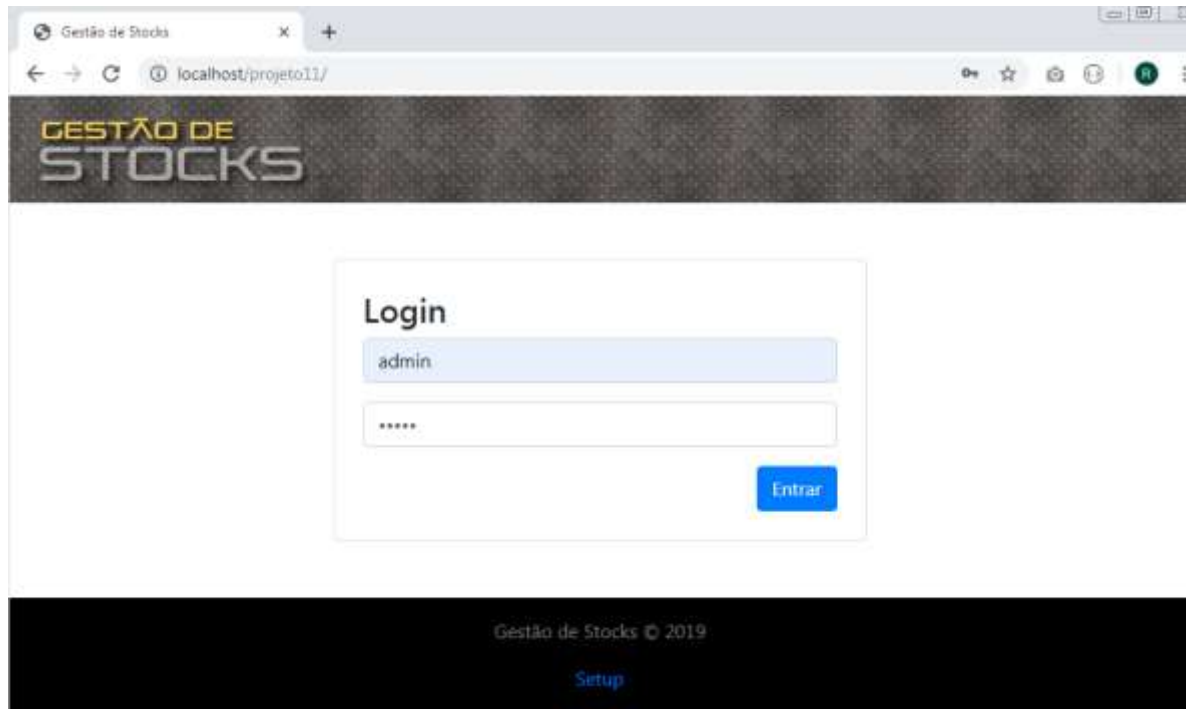 Gestão de Stocks
localhost/projeto11/
R
GESTÃO DE
STOCKS
Login
admin
•••••
Entrar
Gestão de Stocks © 2019
Setup